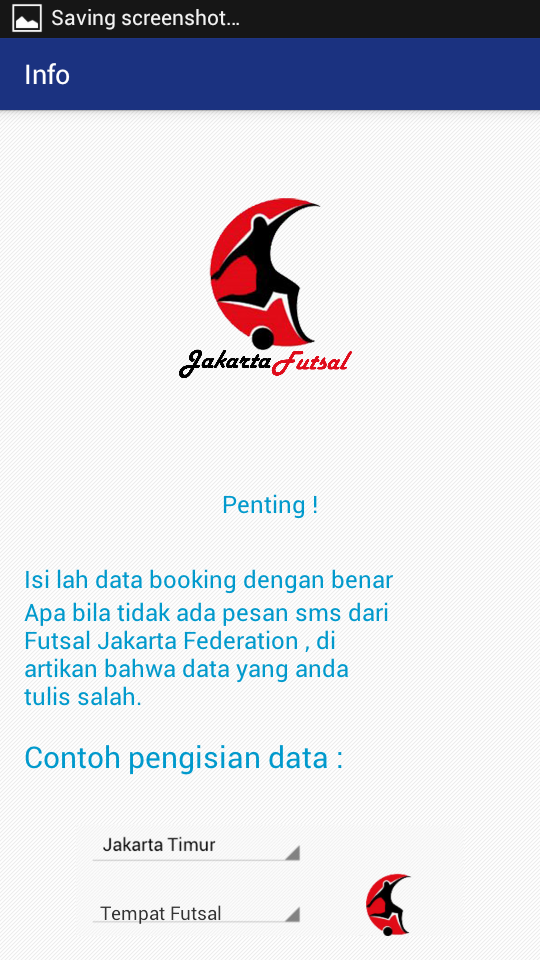 Saving screenshot...
Info
JakartaFutsal
Penting !
Isi lah data booking dengan benar
Apa bila tidak ada pesan sms dari
Futsal Jakarta Federation , di
artikan bahwa data yang anda
tulis salah.
Contoh pengisian data :
Jakarta Timur
Tempat Futsal